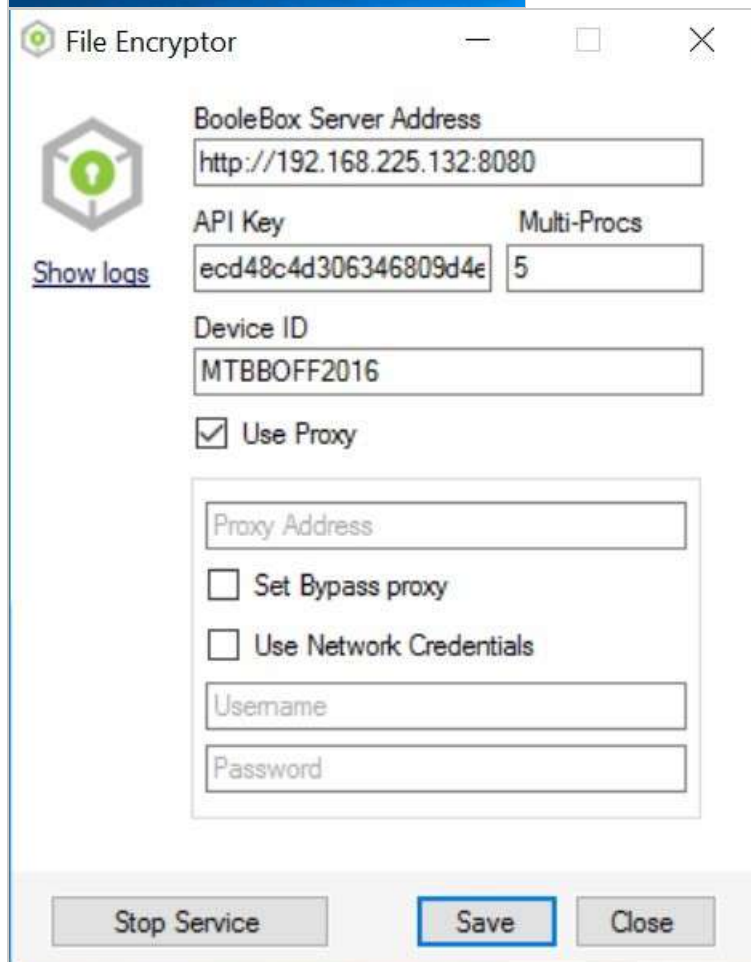 File Encryptor
BooleBox Server Address
http://192.168.225.132:8080
API Key Multi-Procs
Show logs
ecd48c4d306346809d4e 5
Device ID
MTBBOFF2016
Use Proxy
Proxy Address
Set Bypass proxy
Use Network Credentials
Username
Password
Stop Service Save Close